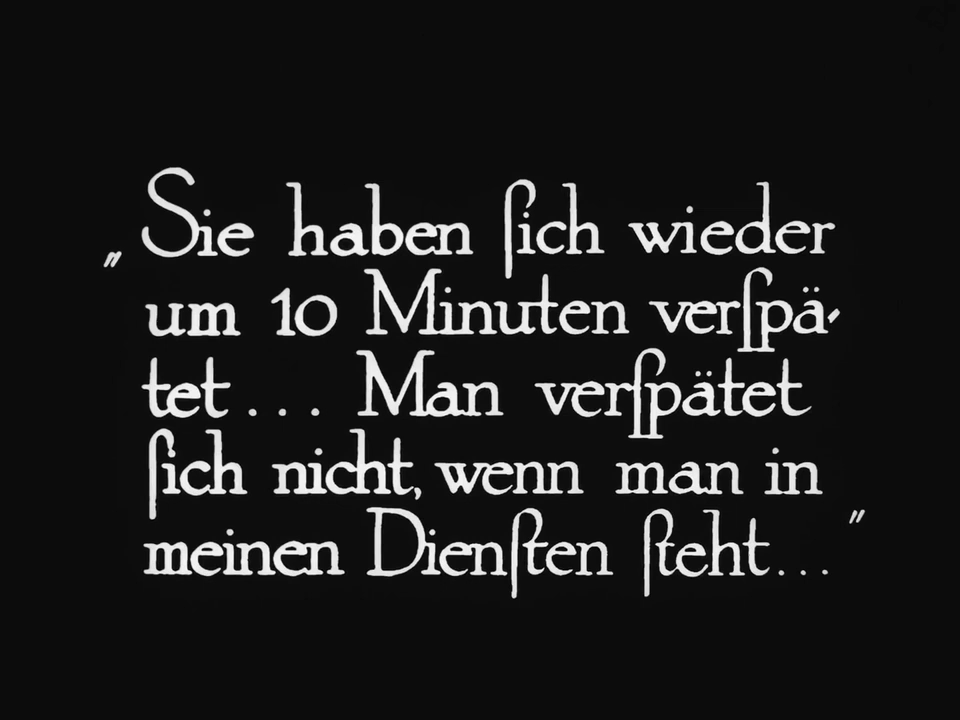 „Sie haben ſich wieder
um 10 Minuten verſpä-
tet... Man verſpätet
ſich nicht, wenn man in
meinen Dienſten ſteht..."